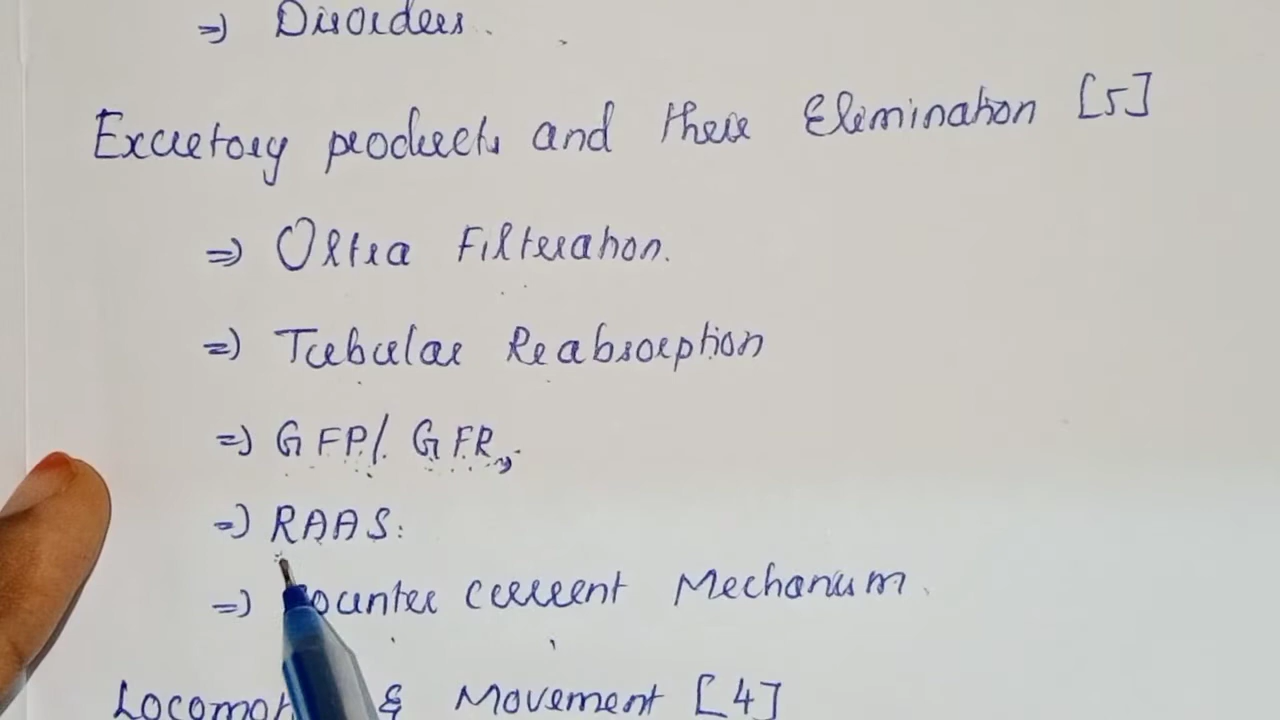 =) Disorders.
Excretory products and their Elimination [5]
=) Ultra Filteration.
=) Tubular Reabsorption
=) GFP/ GFR,
=) RAAS:
=) Counter current Mechanism.
& Movement [4]